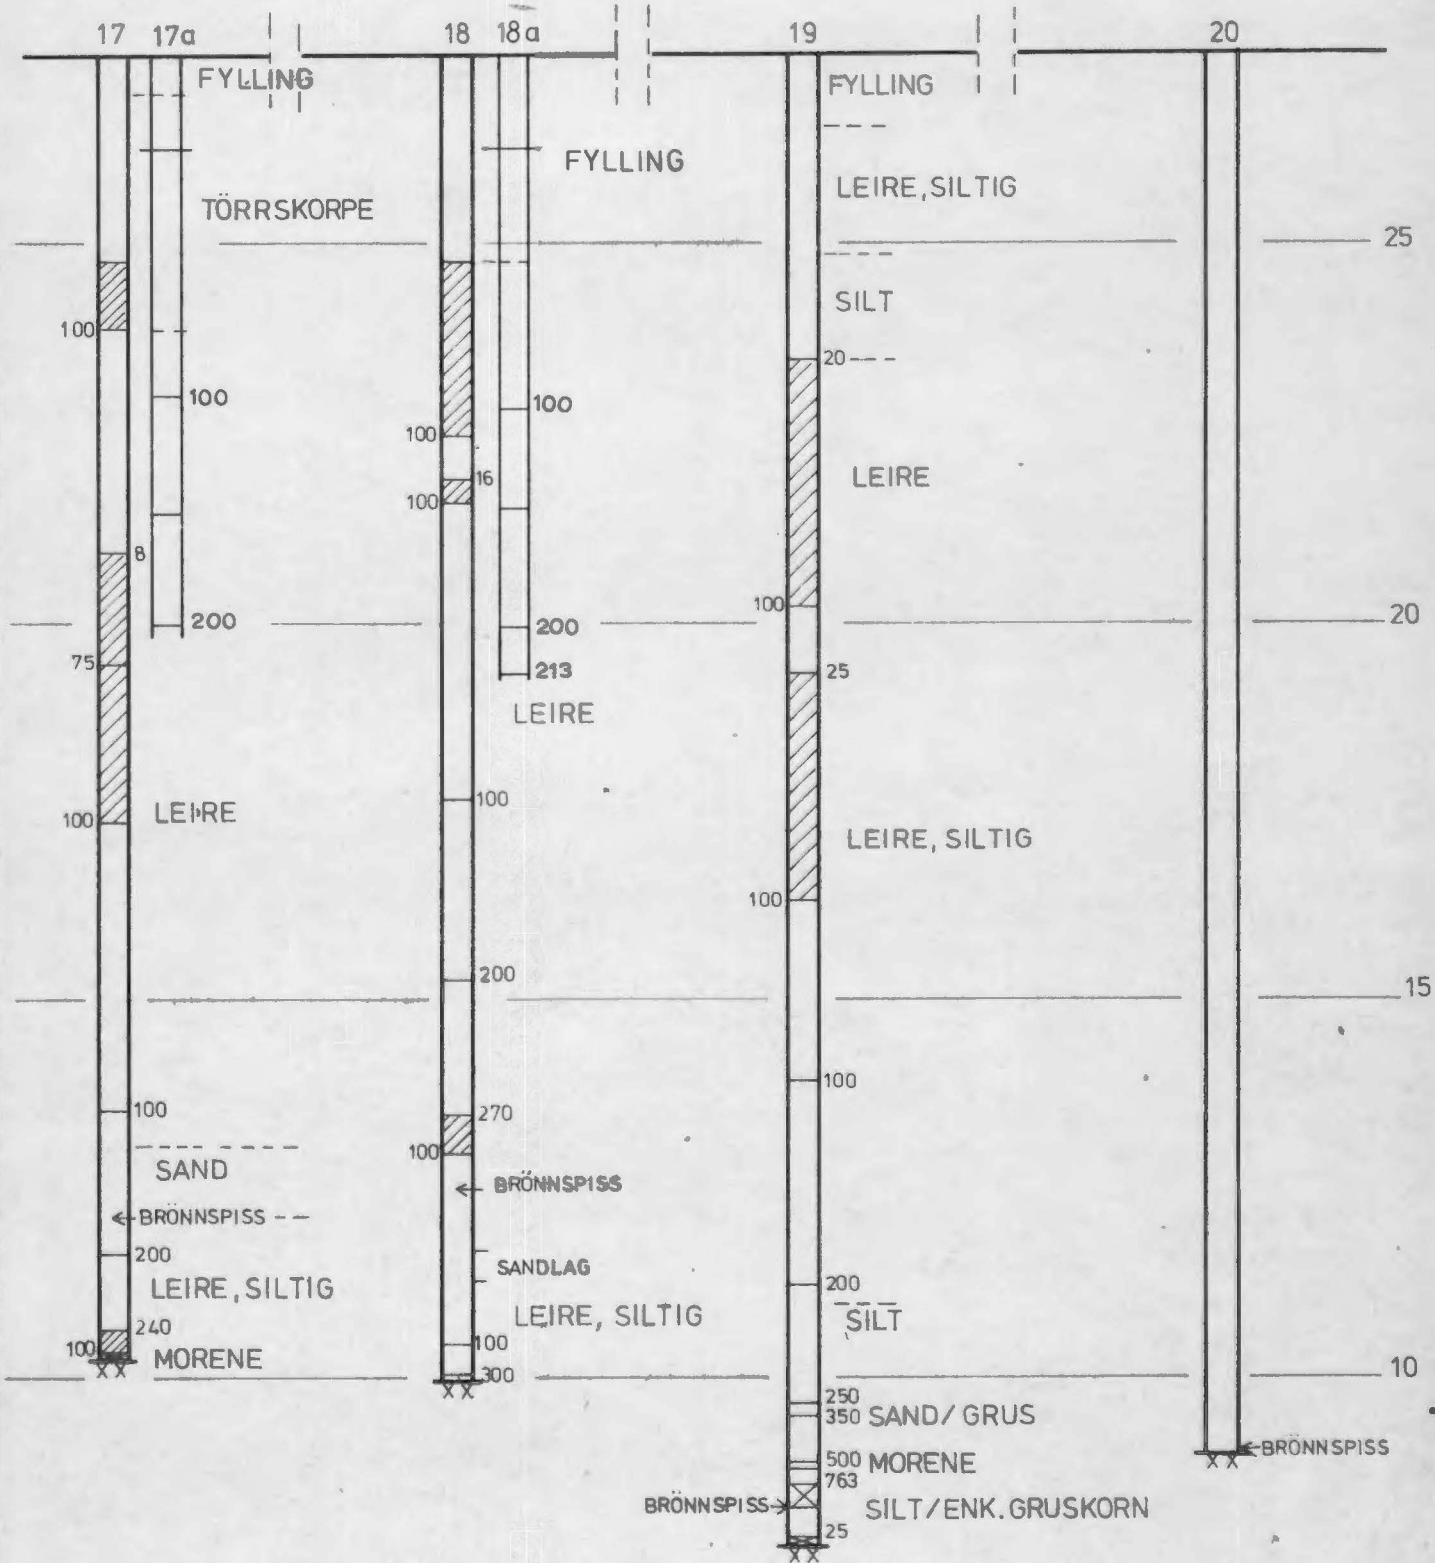 17 17a 18 18a 19 20
FYLLING
TÖRRSKORPE
100
100
8
200
75
100
LEIRE
100
SAND
BRÖNNSPISS
200
LEIRE, SILTIG
240
100
MORENE
X X
FYLLING
100
100
16
100
200
213
LEIRE
100
200
270
100
BRÖNNSPISS
SANDLAG
LEIRE, SILTIG
100
300
X X
FYLLING
LEIRE, SILTIG
SILT
20
LEIRE
100
25
LEIRE, SILTIG
100
100
200
SILT
250
350 SAND/GRUS
500 MORENE
763
BRÖNNSPISS
SILT/ENK. GRUSKORN
25
X X
BRÖNNSPISS
X X
25
20
15
10